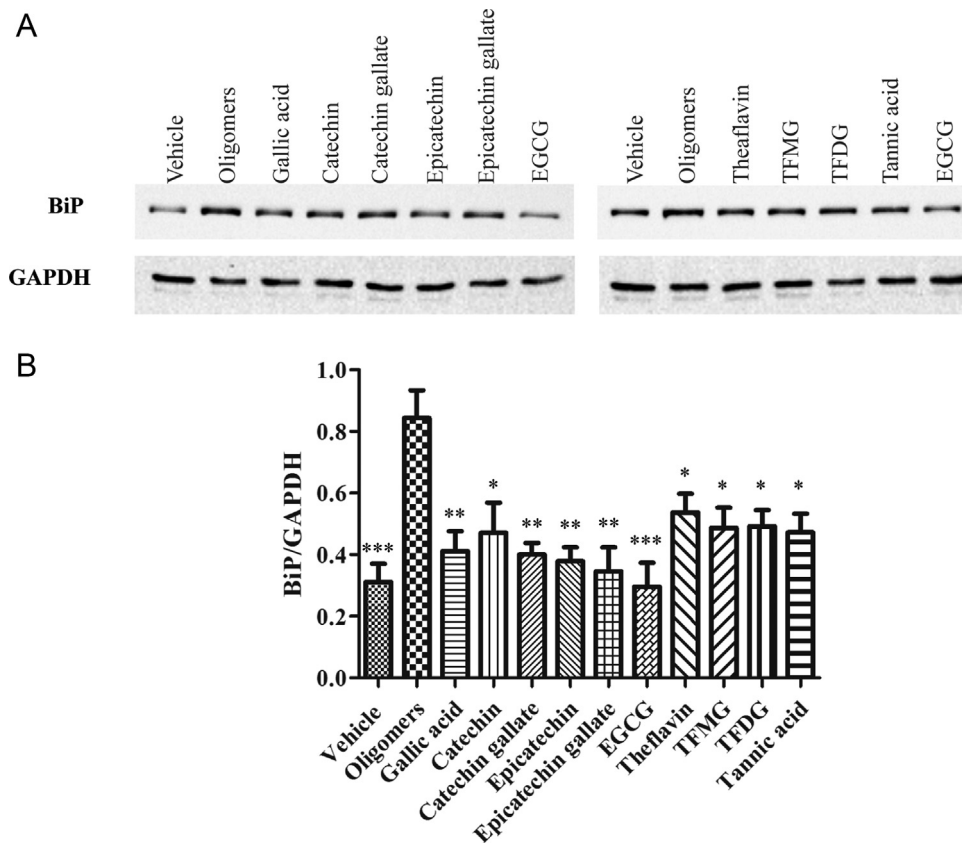 A
Vehicle
Oligomers
Gallic acid
Catechin
Catechin gallate
Epicatechin
Epicatechin gallate
EGCG
Vehicle
Oligomers
Theaflavin
TFMG
TFDG
Tannic acid
EGCG
BiP
GAPDH
B
BiP/GAPDH
1.0
0.8
0.6
0.4
0.2
0.0
***
**
*
**
**
**
***
*
*
*
*
Vehicle
Oligomers
Gallic acid
Catechin
Catechin gallate
Epicatechin
Epicatechin gallate
EGCG
Theflavin
TFMG
TFDG
Tannic acid